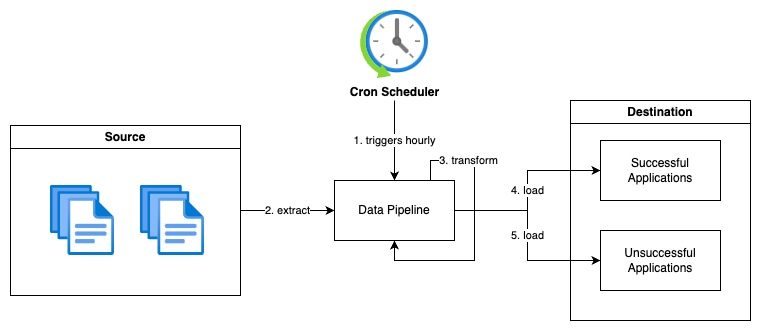 Cron Scheduler
Destination
Source
1. triggers hourly
3. transform
Successful
Applications
4. load
2. extract
Data Pipeline
5. load
Unsuccessful
Applications